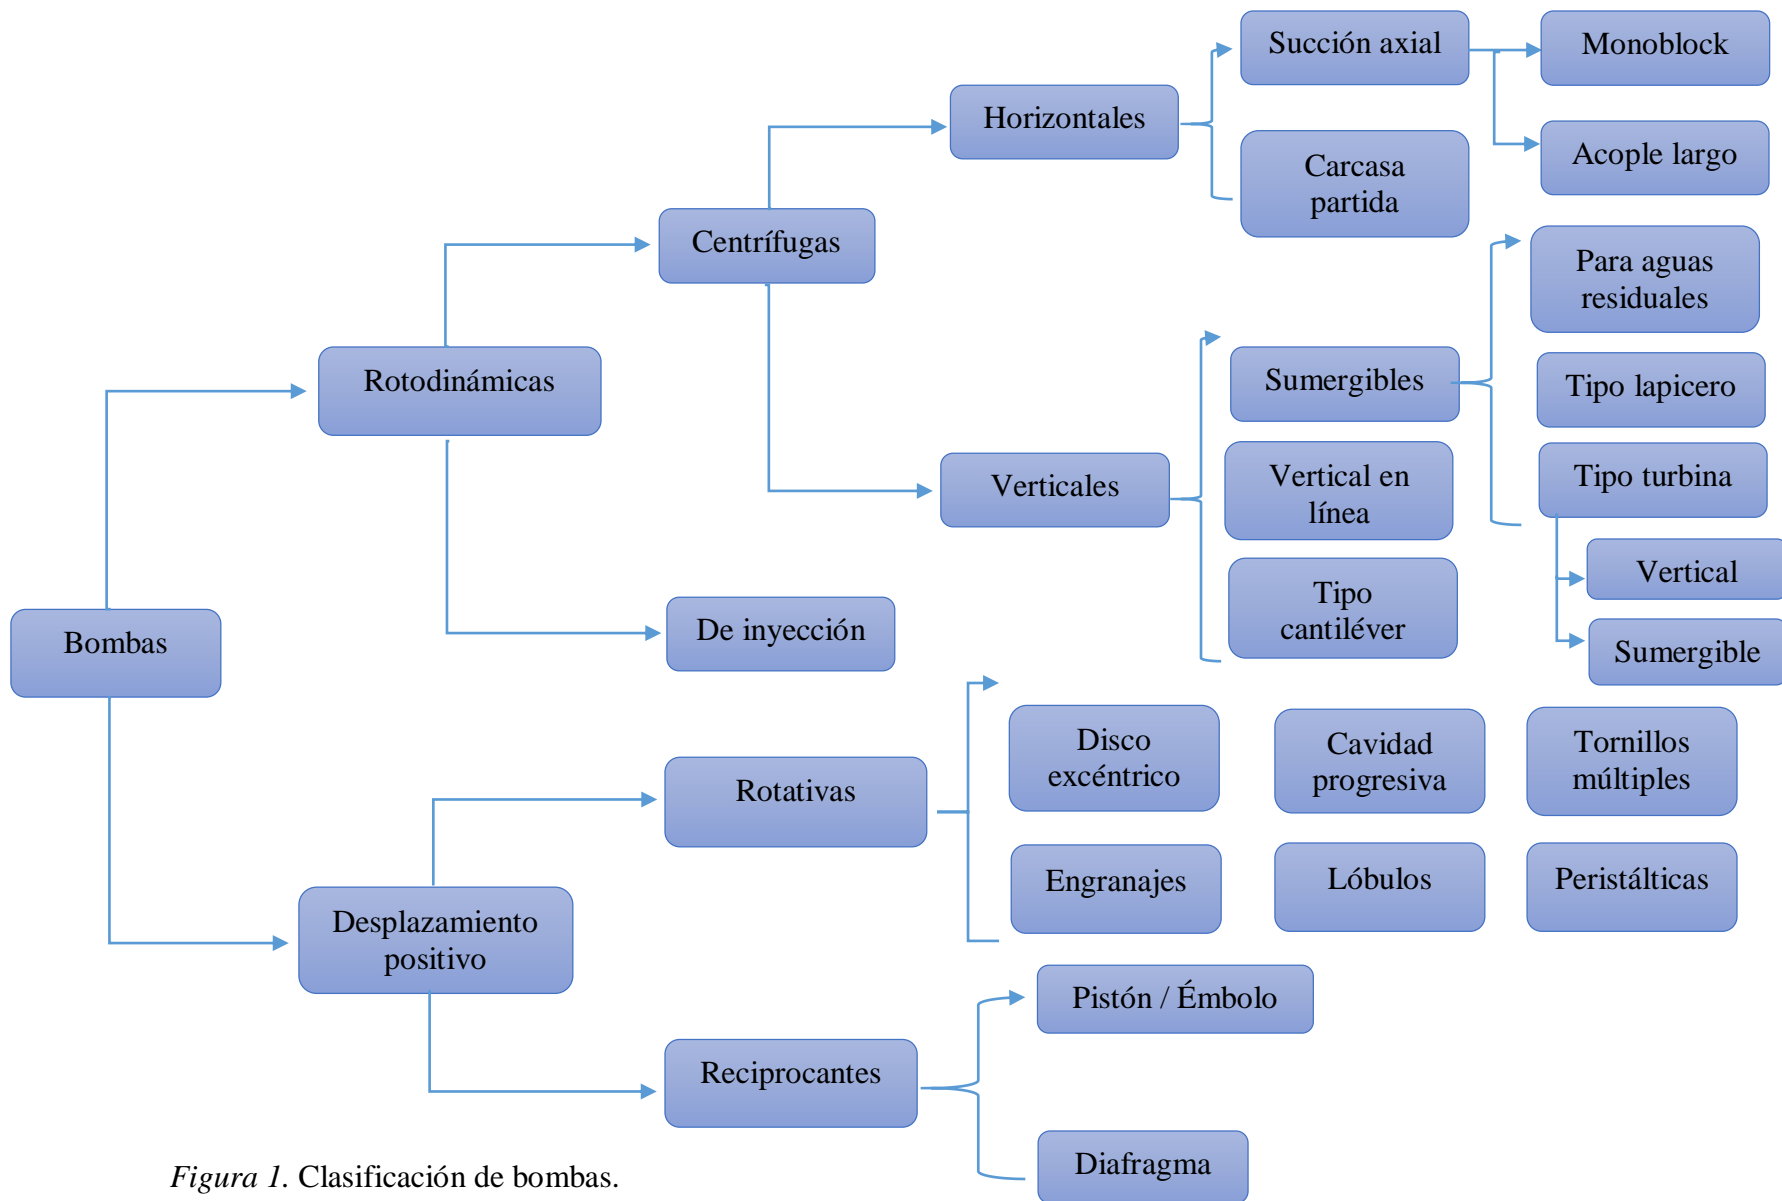 Succión axial
Monoblock
Horizontales
Carcasa
partida
Acople largo
Centrífugas
Para aguas
residuales
Rotodinámicas
Sumergibles
Tipo lapicero
Verticales
Vertical en
línea
Tipo turbina
Vertical
Tipo
cantiléver
Sumergible
De inyección
Bombas
Rotativas
Disco
excéntrico
Cavidad
progresiva
Tornillos
múltiples
Engranajes
Lóbulos
Peristálticas
Desplazamiento
positivo
Pistón / Émbolo
Reciprocantes
Diafragma
Figura 1. Clasificación de bombas.